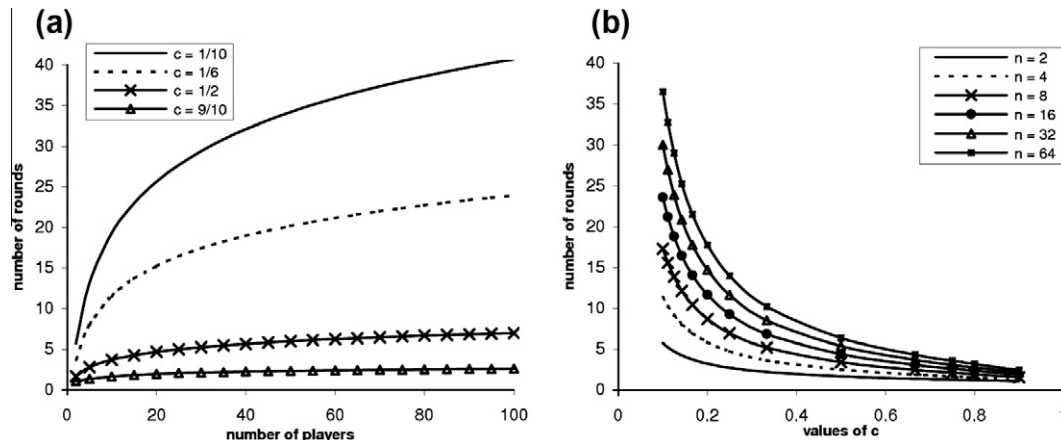 (a)
c = 1/10
c = 1/6
c = 1/2
c = 9/10
number of rounds
40
35
30
25
20
15
10
5
0
0 20 40 60 80 100
number of players
(b)
n = 2
n = 4
n = 8
n = 16
n = 32
n = 64
number of rounds
40
35
30
25
20
15
10
5
0
0 0.2 0.4 0.6 0.8 1
values of c